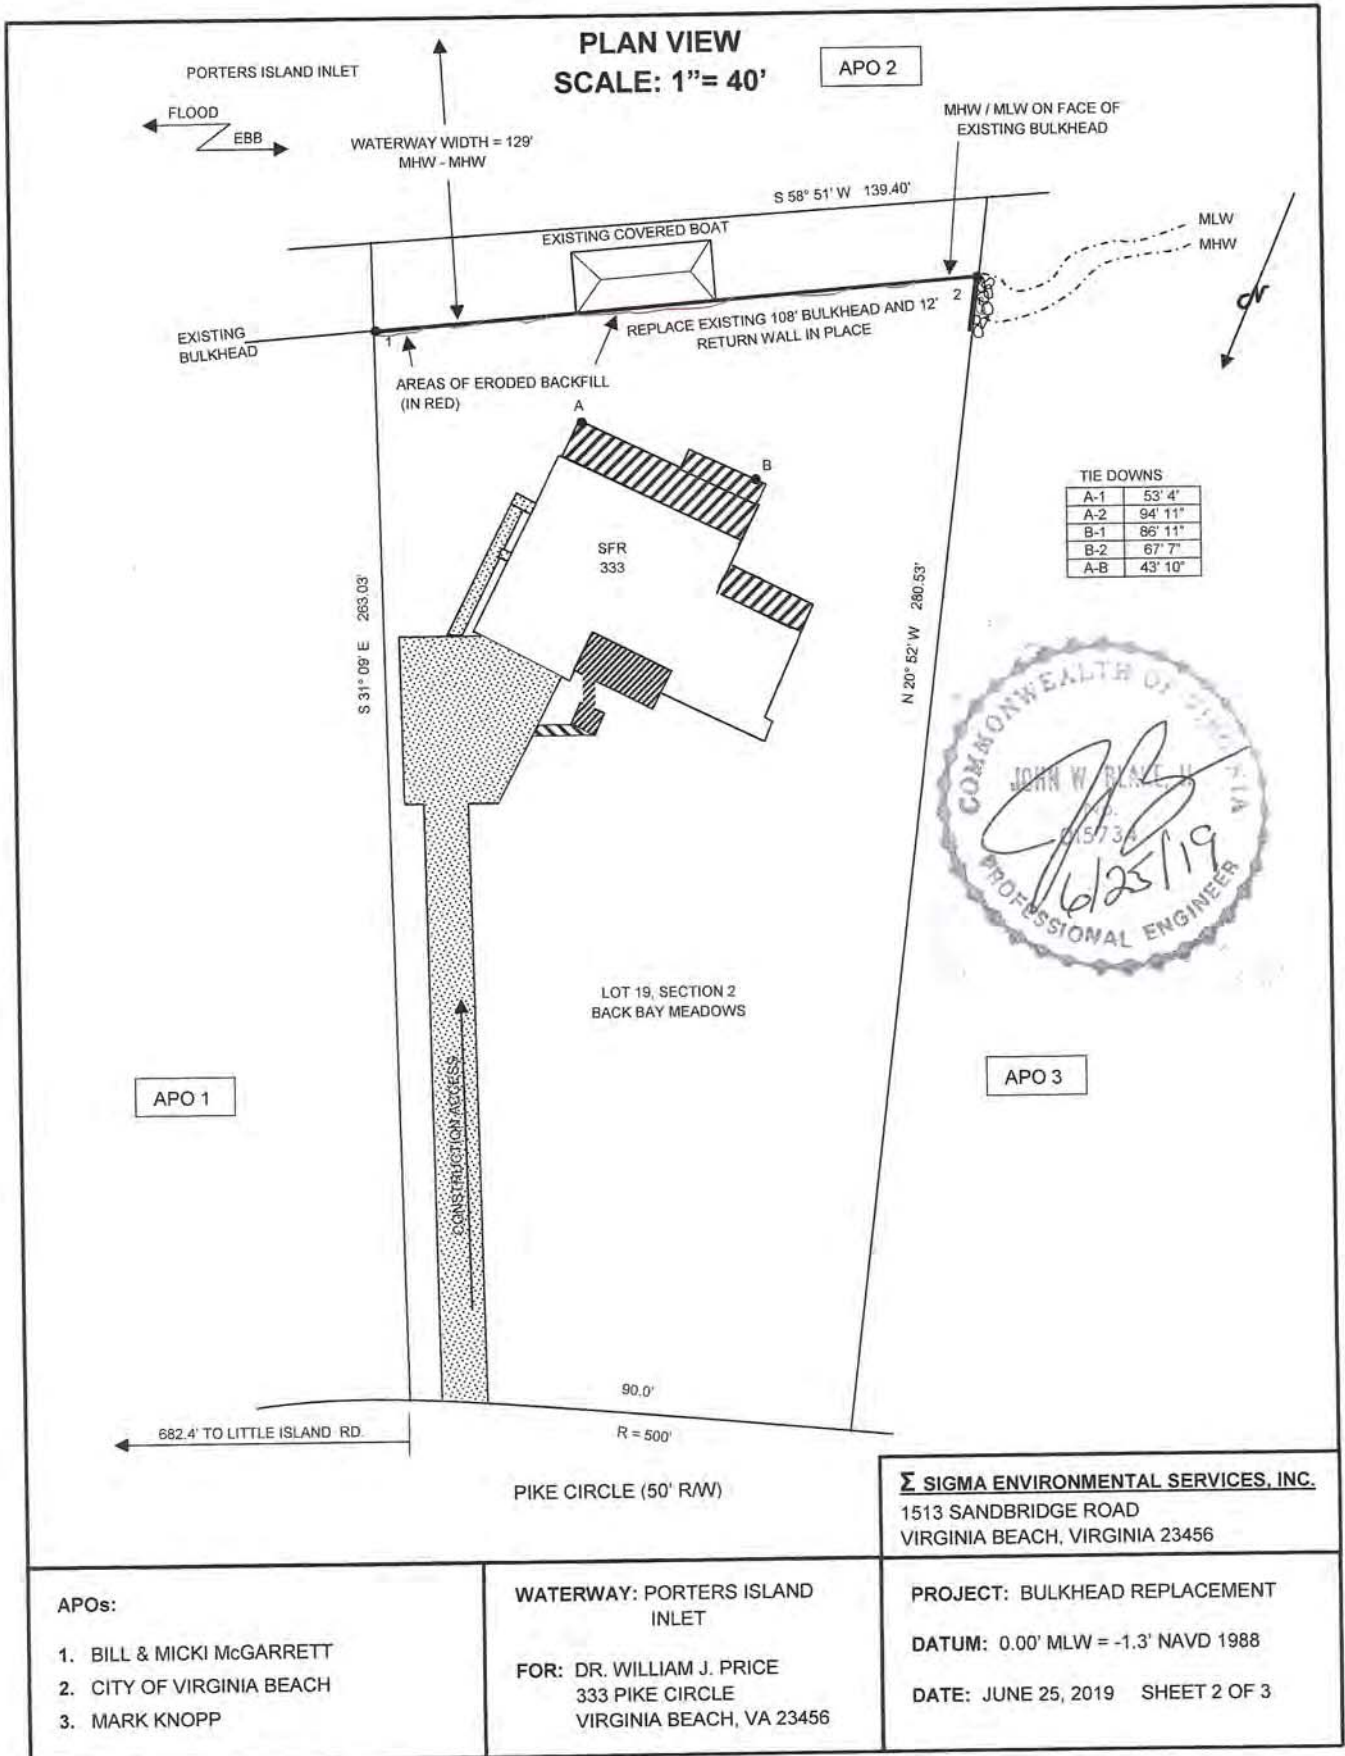 PLAN VIEW
SCALE: 1”= 40’
APO 2
PORTERS ISLAND INLET
FLOOD
EBB
WATERWAY WIDTH = 129'
MHW - MHW
MHW / MLW ON FACE OF
EXISTING BULKHEAD
S 58° 51' W 139.40'
MLW
MHW
EXISTING COVERED BOAT
EXISTING
BULKHEAD
1
2
REPLACE EXISTING 108' BULKHEAD AND 12'
RETURN WALL IN PLACE
N
AREAS OF ERODED BACKFILL
(IN RED)
A
B
TIE DOWNS
A-1 53' 4"
A-2 94' 11"
B-1 86' 11"
B-2 67' 7"
A-B 43' 10"
SFR
333
S 31° 09' E 263.03'
N 20° 52' W 280.53'
COMMONWEALTH OF VIRGINIA
JOHN W. BLAKE, II
No.
015734
6/25/19
PROFESSIONAL ENGINEER
LOT 19, SECTION 2
BACK BAY MEADOWS
APO 1
APO 3
CONSTRUCTION ACCESS
90.0'
R = 500'
682.4' TO LITTLE ISLAND RD.
PIKE CIRCLE (50' R/W)
Σ SIGMA ENVIRONMENTAL SERVICES, INC.
1513 SANDBRIDGE ROAD
VIRGINIA BEACH, VIRGINIA 23456
APOs:
1. BILL & MICKI McGARRETT
2. CITY OF VIRGINIA BEACH
3. MARK KNOPP
WATERWAY: PORTERS ISLAND
INLET
FOR: DR. WILLIAM J. PRICE
333 PIKE CIRCLE
VIRGINIA BEACH, VA 23456
PROJECT: BULKHEAD REPLACEMENT
DATUM: 0.00' MLW = -1.3' NAVD 1988
DATE: JUNE 25, 2019 SHEET 2 OF 3